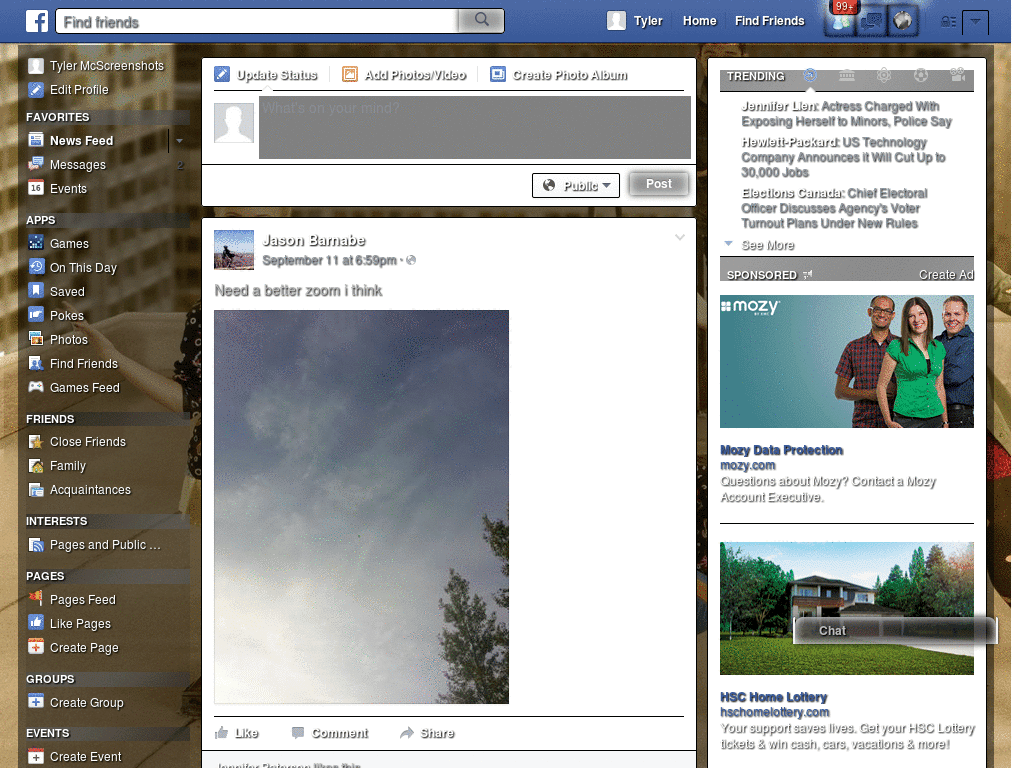 Find friends
Tyler
Home
Find Friends
99+
Tyler McScreenshots
Edit Profile
FAVORITES
News Feed
Messages 2
16 Events
APPS
Games
On This Day
Saved
Pokes
Photos
Find Friends
Games Feed
FRIENDS
Close Friends
Family
Acquaintances
INTERESTS
Pages and Public ...
PAGES
Pages Feed
Like Pages
Create Page
GROUPS
Create Group
EVENTS
Create Event
Update Status
Add Photos/Video
Create Photo Album
What's on your mind?
Public
Post
Jason Barnabe
September 11 at 6:59pm ·
Need a better zoom i think
Like
Comment
Share
Jennifer Peterson likes this.
TRENDING
Jennifer Lien: Actress Charged With
Exposing Herself to Minors, Police Say
Hewlett-Packard: US Technology
Company Announces it Will Cut Up to
30,000 Jobs
Elections Canada: Chief Electoral
Officer Discusses Agency's Voter
Turnout Plans Under New Rules
See More
SPONSORED
Create Ad
mozy
BY EMC
Mozy Data Protection
mozy.com
Questions about Mozy? Contact a Mozy
Account Executive.
Chat
HSC Home Lottery
hschomelottery.com
Your support saves lives. Get your HSC Lottery
tickets & win cash, cars, vacations & more!